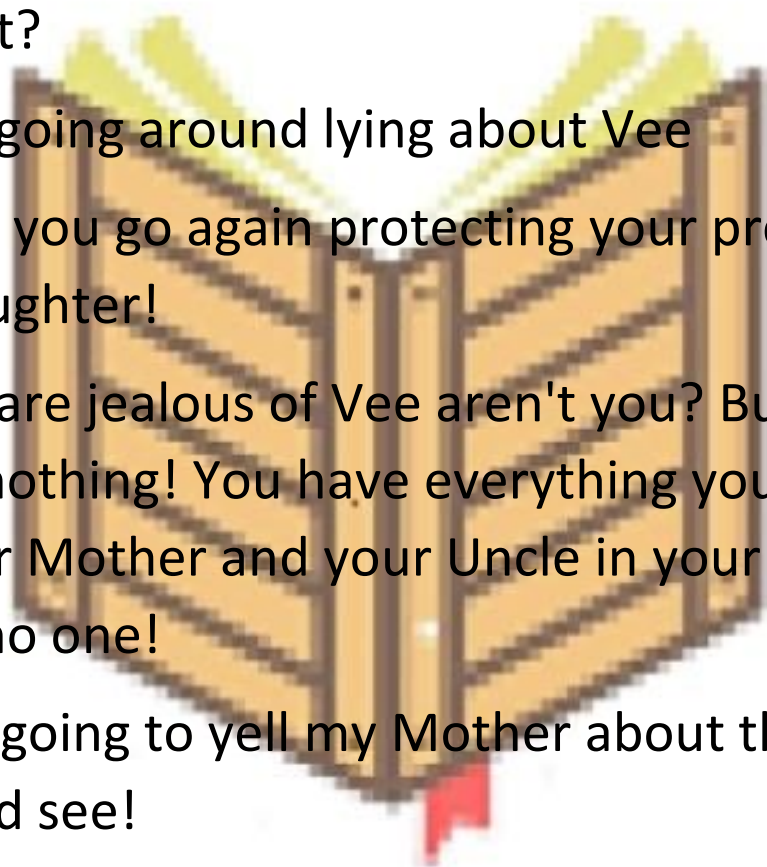 t?
going around lying about Vee
you go again protecting your pr
ughter!
are jealous of Vee aren't you? Bu
nothing! You have everything you
r Mother and your Uncle in your
no one!
going to yell my Mother about th
d see!